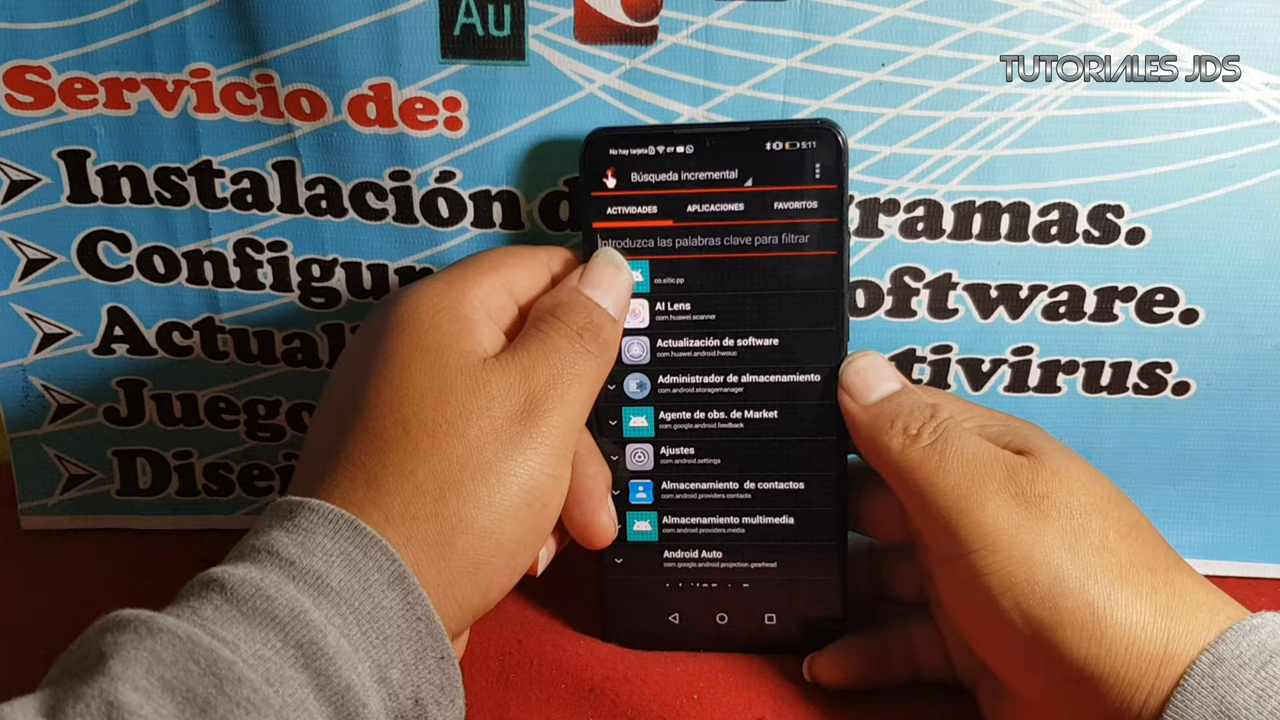 Au
TUTORIALES JDS
Servicio de:
Instalación d gramas.
Configur oftware.
Actual tivirus.
Juego
Disei
No hay tarjeta
5:11
Búsqueda incremental
ACTIVIDADES APLICACIONES FAVORITOS
Introduzca las palabras clave para filtrar
co.sitic.pp
AI Lens
com.huawei.scanner
Actualización de software
com.huawei.android.hwouc
Administrador de almacenamiento
com.android.storagemanager
Agente de obs. de Market
com.google.android.feedback
Ajustes
com.android.settings
Almacenamiento de contactos
com.android.providers.contacts
Almacenamiento multimedia
com.android.providers.media
Android Auto
com.google.android.projection.gearhead